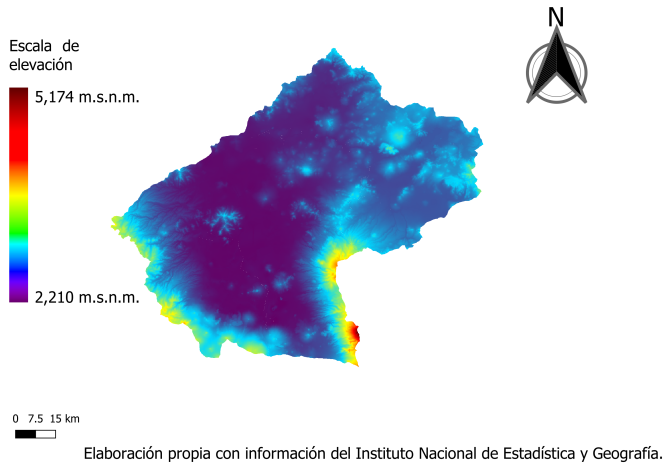 N
Escala de
elevación
5,174 m.s.n.m.
2,210 m.s.n.m.
0 7.5 15 km
Elaboración propia con información del Instituto Nacional de Estadística y Geografía.